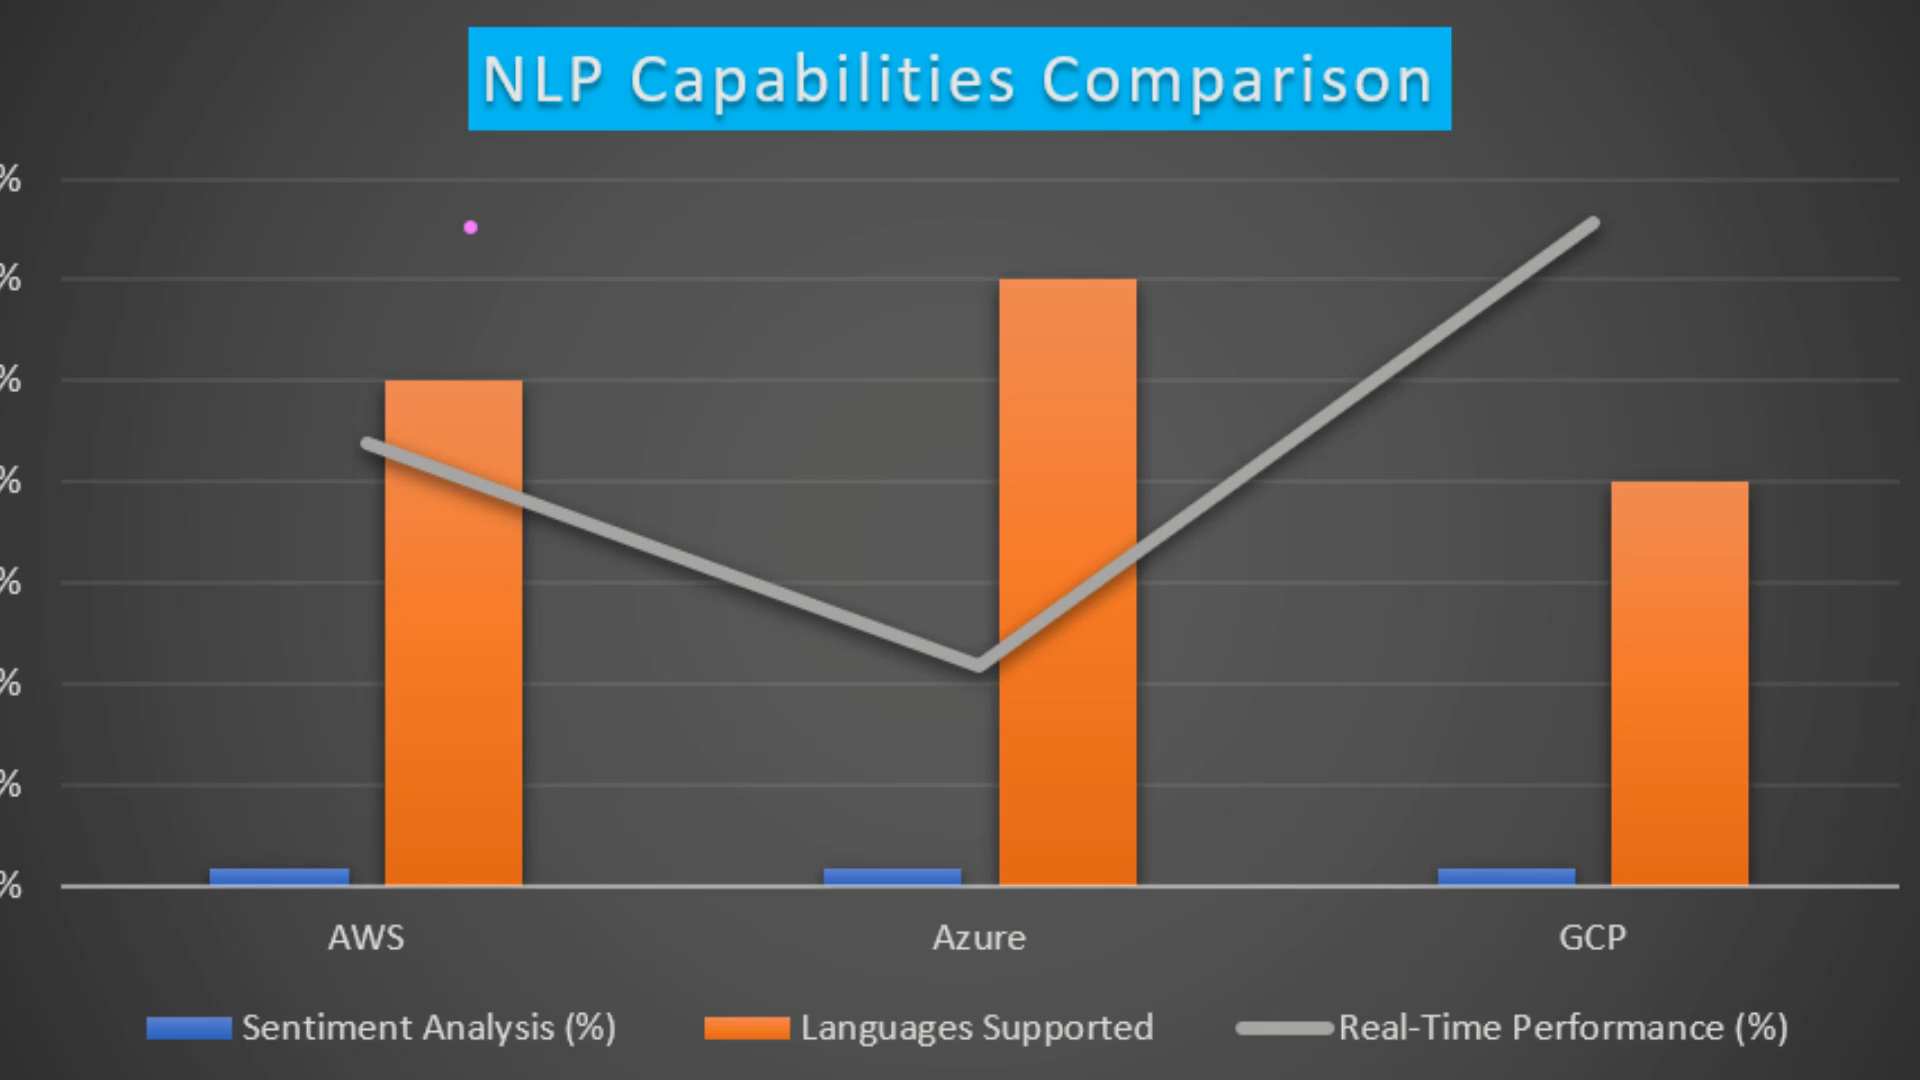 NLP Capabilities Comparison
%
%
%
%
%
%
%
%
AWS Azure GCP
Sentiment Analysis (%) Languages Supported Real-Time Performance (%)